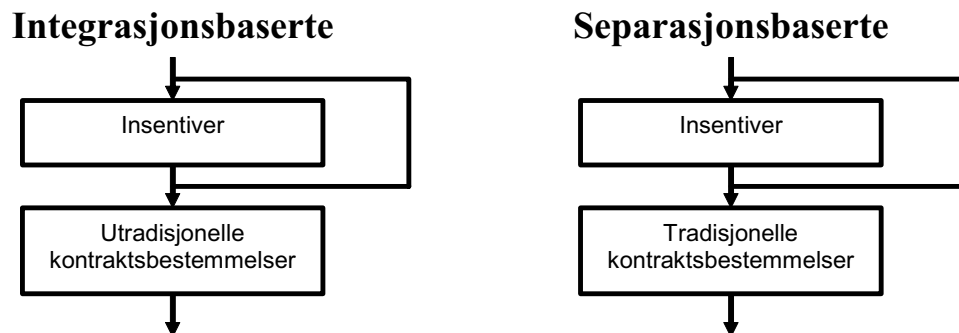 Integrasjonsbaserte
Insentiver
Utradisjonelle
kontraktsbestemmelser
Separasjonsbaserte
Insentiver
Tradisjonelle
kontraktsbestemmelser